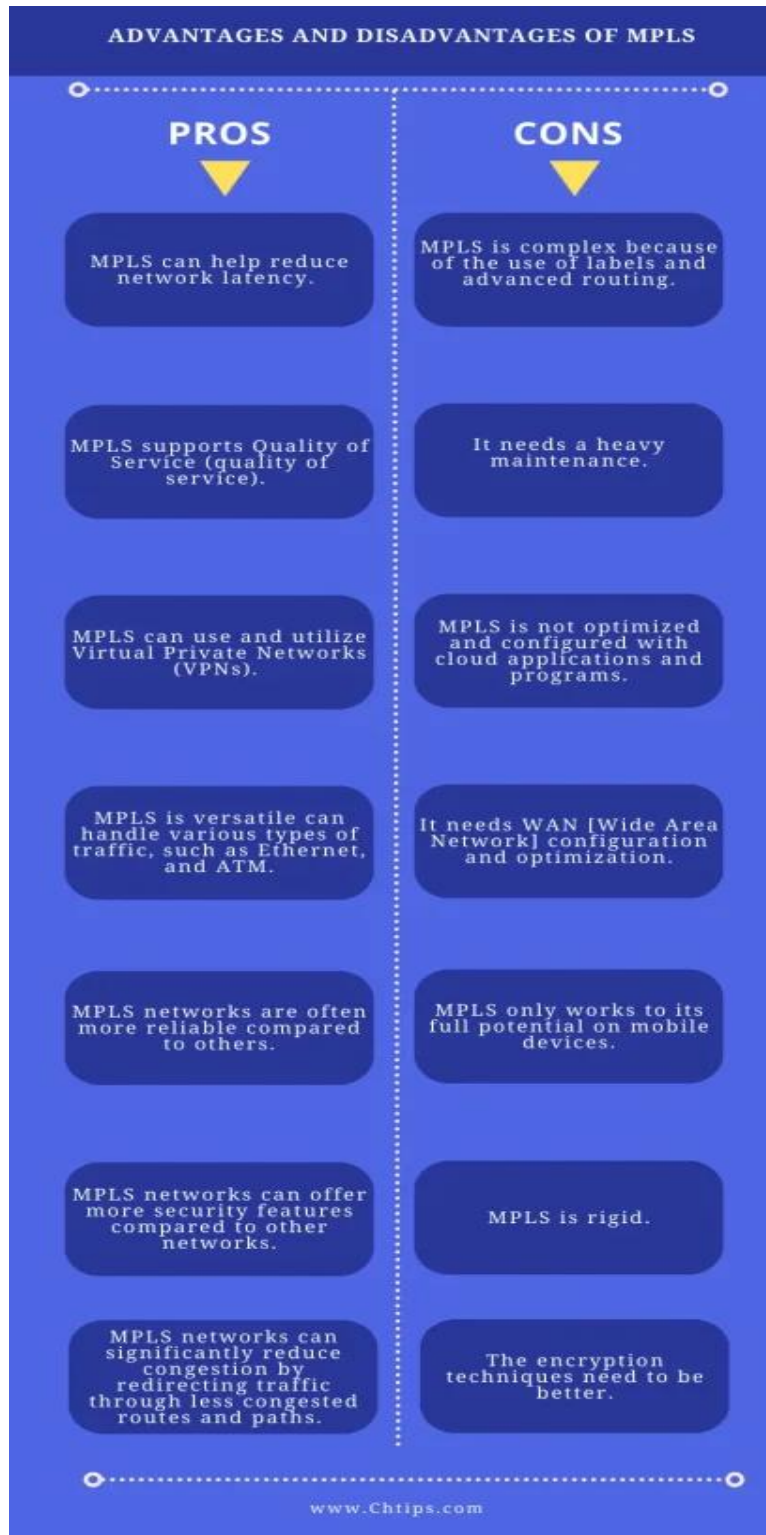 ADVANTAGES AND DISADVANTAGES OF MPLS
PROS
MPLS can help reduce
network latency.
MPLS supports Quality of
Service (quality of
service).
MPLS can use and utilize
Virtual Private Networks
(VPNs).
MPLS is versatile can
handle various types of
traffic, such as Ethernet,
and ATM.
MPLS networks are often
more reliable compared
to others.
MPLS networks can offer
more security features
compared to other
networks.
MPLS networks can
significantly reduce
congestion by
redirecting traffic
through less congested
routes and paths.
CONS
MPLS is complex because
of the use of labels and
advanced routing.
It needs a heavy
maintenance.
MPLS is not optimized
and configured with
cloud applications and
programs.
It needs WAN [Wide Area
Network] configuration
and optimization.
MPLS only works to its
full potential on mobile
devices.
MPLS is rigid.
The encryption
techniques need to be
better.
www.Chtips.com